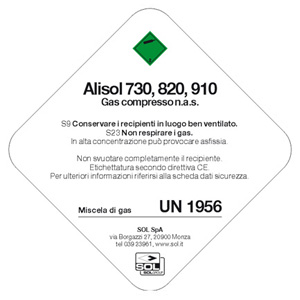 Alisol 730, 820, 910
Gas compresso n.a.s.
S9 Conservare i recipienti in luogo ben ventilato.
S23 Non respirare i gas.
In alta concentrazione può provocare asfissia.
Non svuotare completamente il recipiente.
Etichettatura secondo direttiva CE.
Per ulteriori informazioni riferirsi alla scheda dati sicurezza.
Miscela di gas UN 1956
SOL SpA
via Borgazzi 27, 20900 Monza
tel 039 23961, www.sol.it
SOL
SOLGROUP